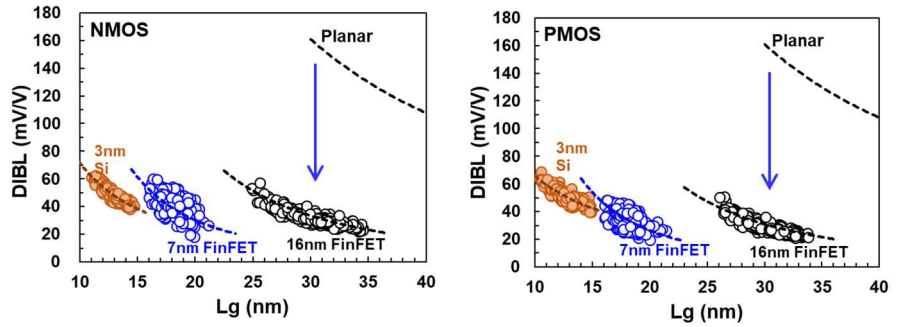 NMOS
180
160
140
120
100
80
60
40
20
0
DIBL (mV/V)
Planar
3nm
Si
7nm FinFET
16nm FinFET
10
15
20
25
30
35
40
Lg (nm)
PMOS
180
160
140
120
100
80
60
40
20
0
DIBL (mV/V)
Planar
3nm
Si
7nm FinFET
16nm FinFET
10
15
20
25
30
35
40
Lg (nm)